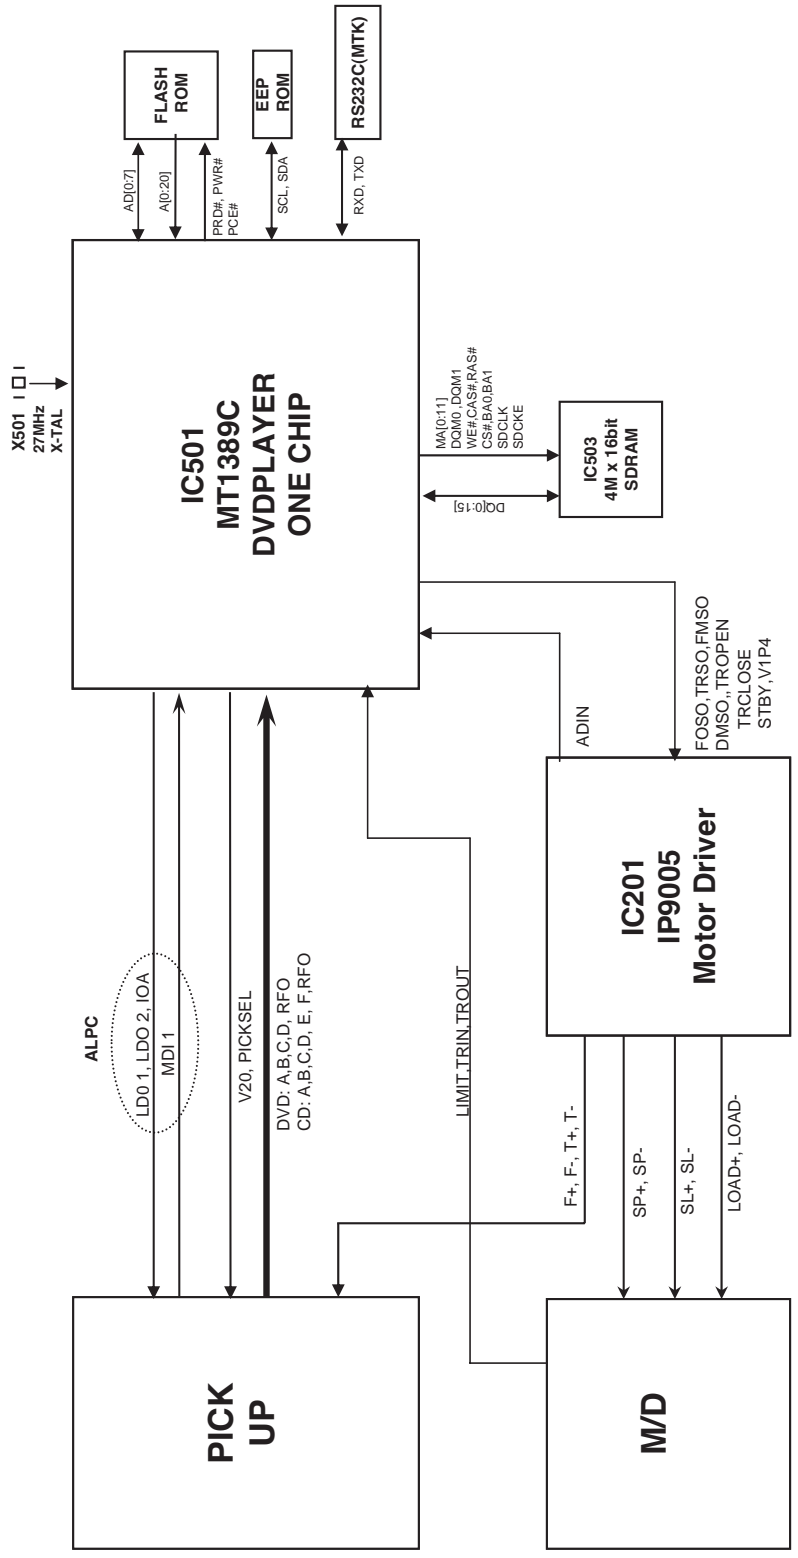 X501
27MHz
X-TAL
FLASH
ROM
EEP
ROM
RS232C(MTK)
AD[0:7]
A[0:20]
PRD#, PWR#
PCE#
SCL, SDA
RXD, TXD
IC501
MT1389C
DVDPLAYER
ONE CHIP
MA[0:11]
DQM0 ,DQM1
WE#,CAS#,RAS#
CS#,BA0,BA1
SDCLK
SDCKE
DQ[0:15]
IC503
4M x 16bit
SDRAM
ALPC
LD0 1, LDO 2, IOA
MDI 1
V20, PICKSEL
DVD: A,B,C,D, RFO
CD: A,B,C,D, E, F,RFO
LIMIT,TRIN,TROUT
ADIN
FOSO,TRSO,FMSO
DMSO,,TROPEN
TRCLOSE
STBY,V1P4
IC201
IP9005
Motor Driver
F+, F-, T+, T-
SP+, SP-
SL+, SL-
LOAD+, LOAD-
PICK
UP
M/D